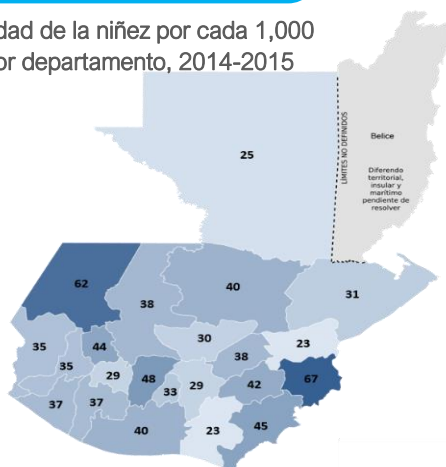 dad de la niñez por cada 1,000
or departamento, 2014-2015
25
LÍMITES NO DEFINIDOS
Belice
Diferendo
territorial,
insular y
marítimo
pendiente de
resolver
62
38
40
31
35
44
30
23
35
29
48
33
29
38
42
67
37
37
40
23
45